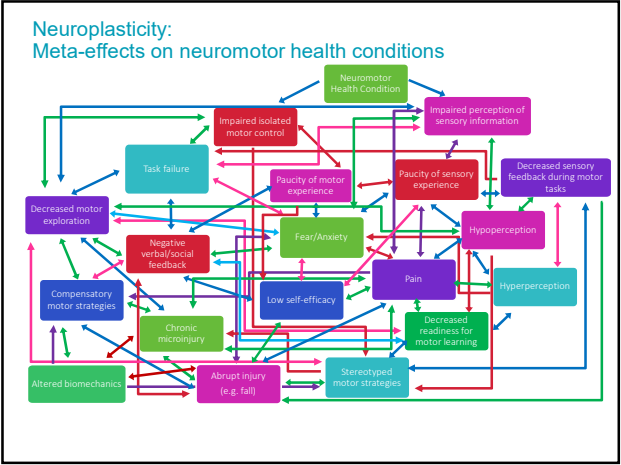 Neuroplasticity:
Meta-effects on neuromotor health conditions
Neuromotor
Health Condition
Impaired perception of
sensory information
Impaired isolated
motor control
Task failure
Paucity of motor
experience
Paucity of sensory
experience
Decreased sensory
feedback during motor
tasks
Decreased motor
exploration
Negative
verbal/social
feedback
Fear/Anxiety
Hypoperception
Compensatory
motor strategies
Low self-efficacy
Pain
Hyperperception
Chronic
microinjury
Decreased
readiness for
motor learning
Altered biomechanics
Abrupt injury
(e.g. fall)
Stereotyped
motor strategies